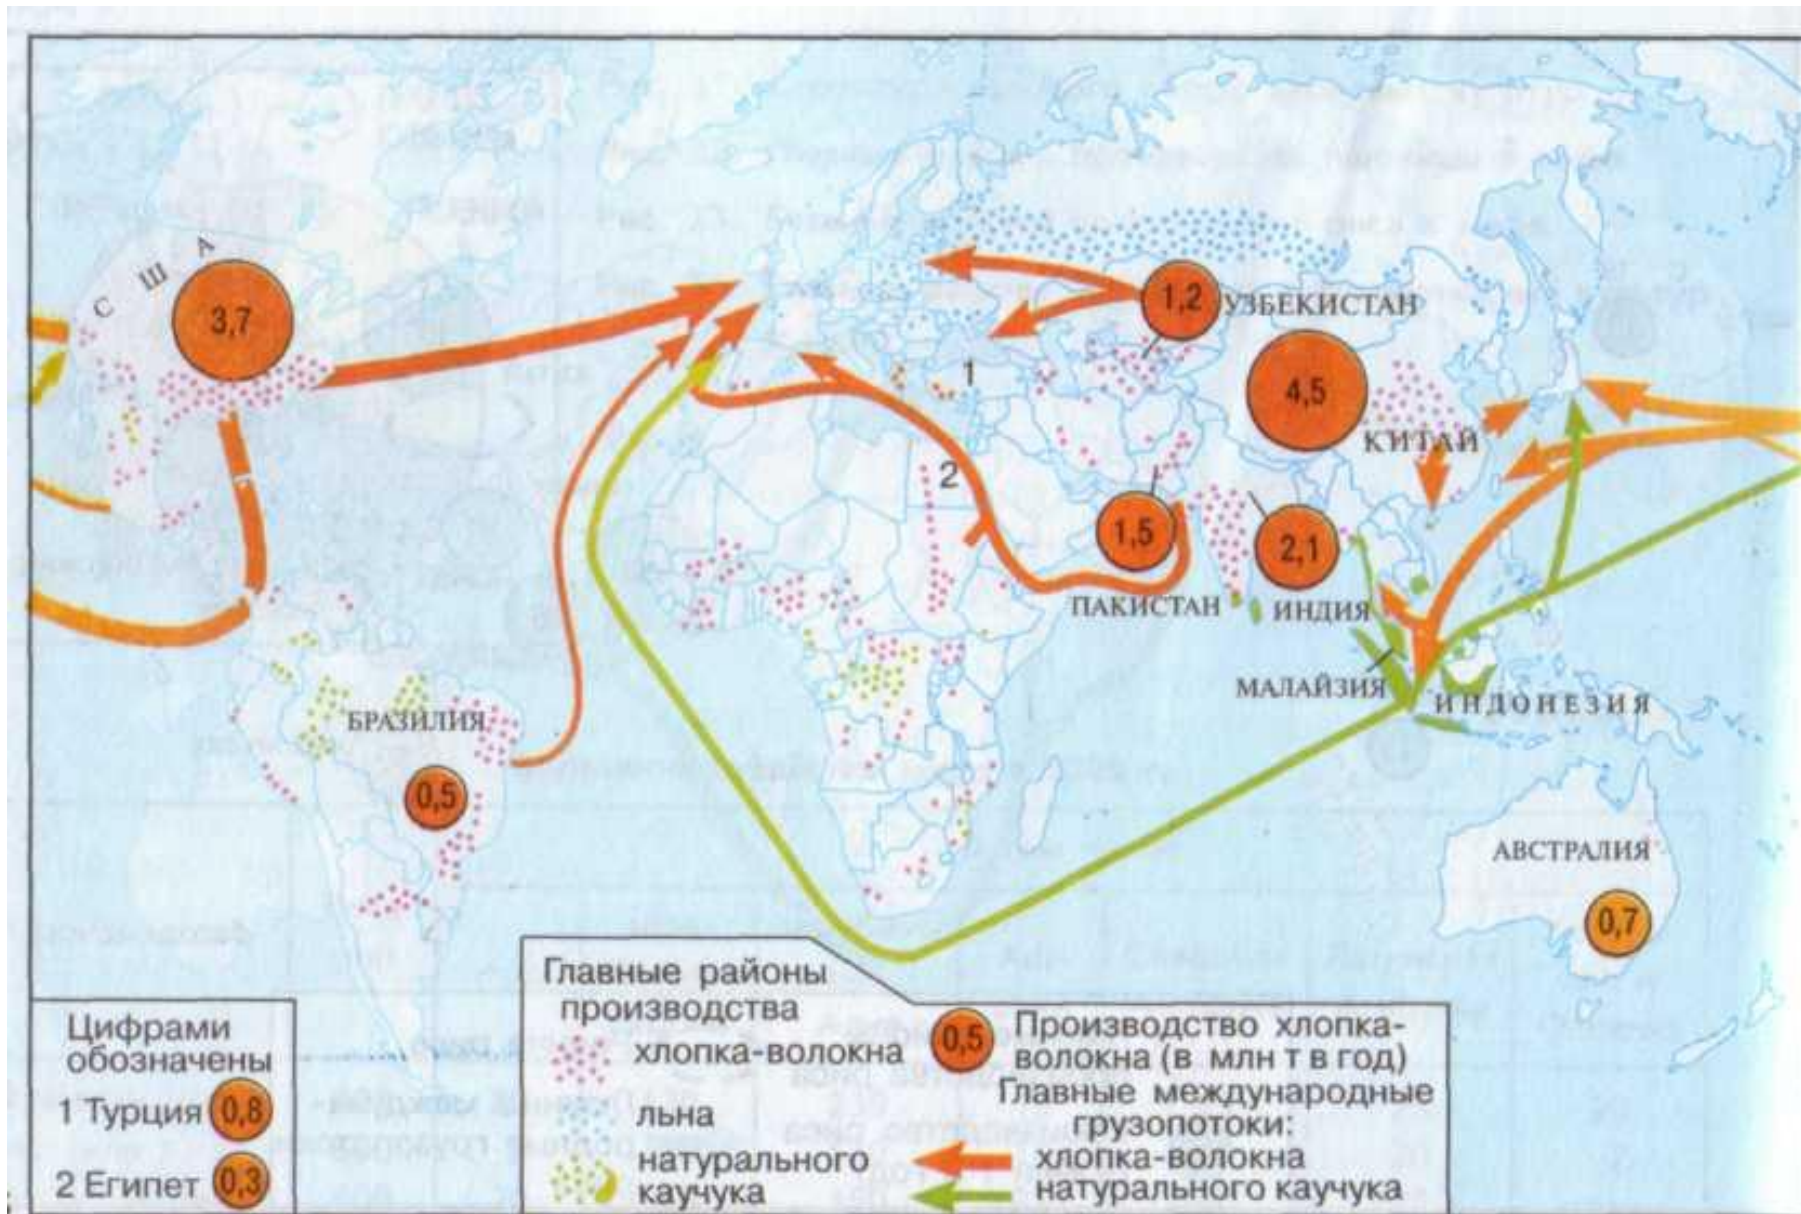 США
3,7
1,2
УЗБЕКИСТАН
4,5
КИТАЙ
1
2
1,5
2,1
ПАКИСТАН
ИНДИЯ
МАЛАЙЗИЯ
ИНДОНЕЗИЯ
БРАЗИЛИЯ
0,5
АВСТРАЛИЯ
0,7
Цифрами
обозначены
1 Турция 0,8
2 Египет 0,3
Главные районы
производства
хлопка-волокна
льна
натурального
каучука
0,5 Производство хлопка-
волокна (в млн т в год)
Главные международные
грузопотоки:
хлопка-волокна
натурального каучука